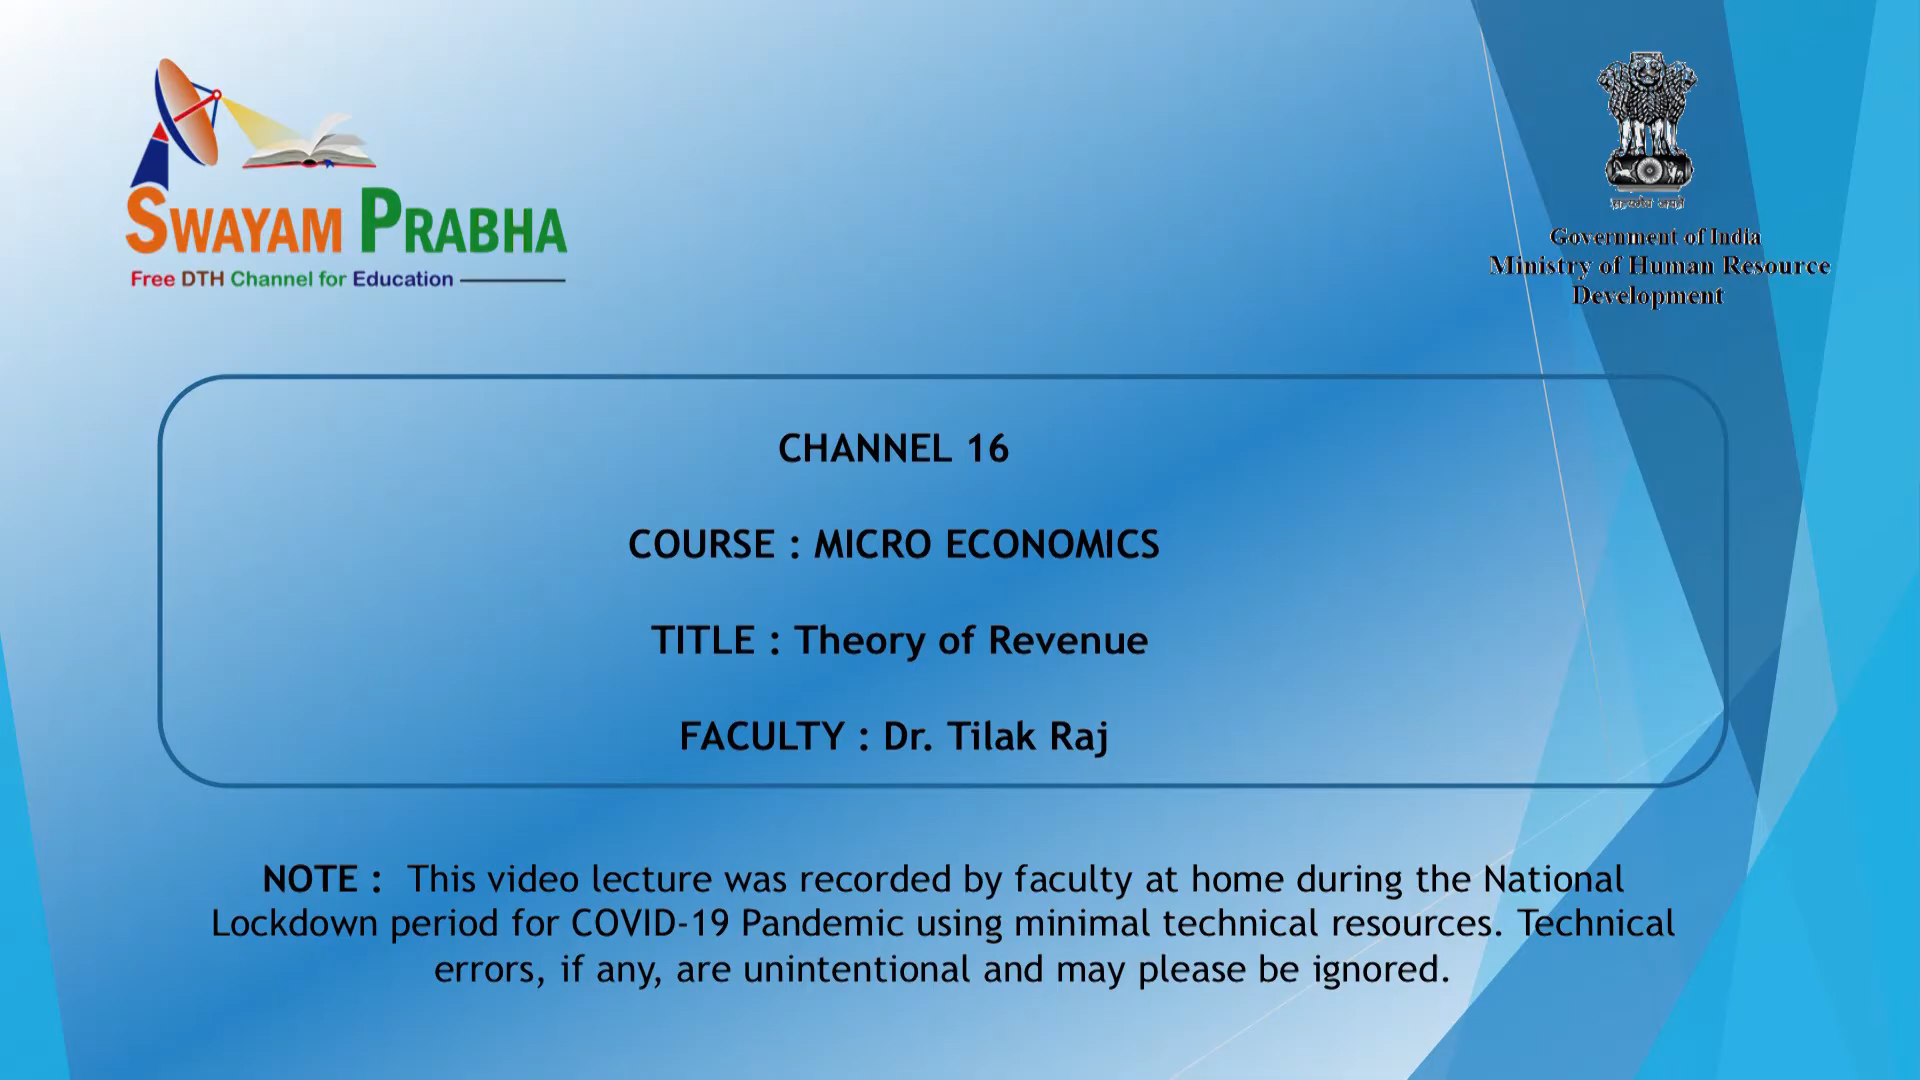 SWAYAM PRABHA
Free DTH Channel for Education
सत्यमेव जयते
Government of India
Ministry of Human Resource
Development
CHANNEL 16
COURSE : MICRO ECONOMICS
TITLE : Theory of Revenue
FACULTY : Dr. Tilak Raj
NOTE : This video lecture was recorded by faculty at home during the National
Lockdown period for COVID-19 Pandemic using minimal technical resources. Technical
errors, if any, are unintentional and may please be ignored.